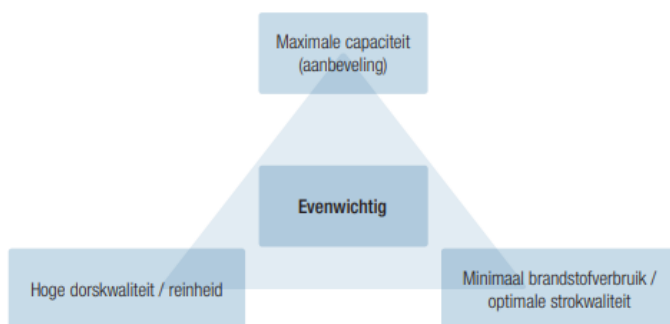 Maximale capaciteit
(aanbeveling)
Evenwichtig
Hoge dorskwaliteit / reinheid
Minimaal brandstofverbruik /
optimale strokwaliteit